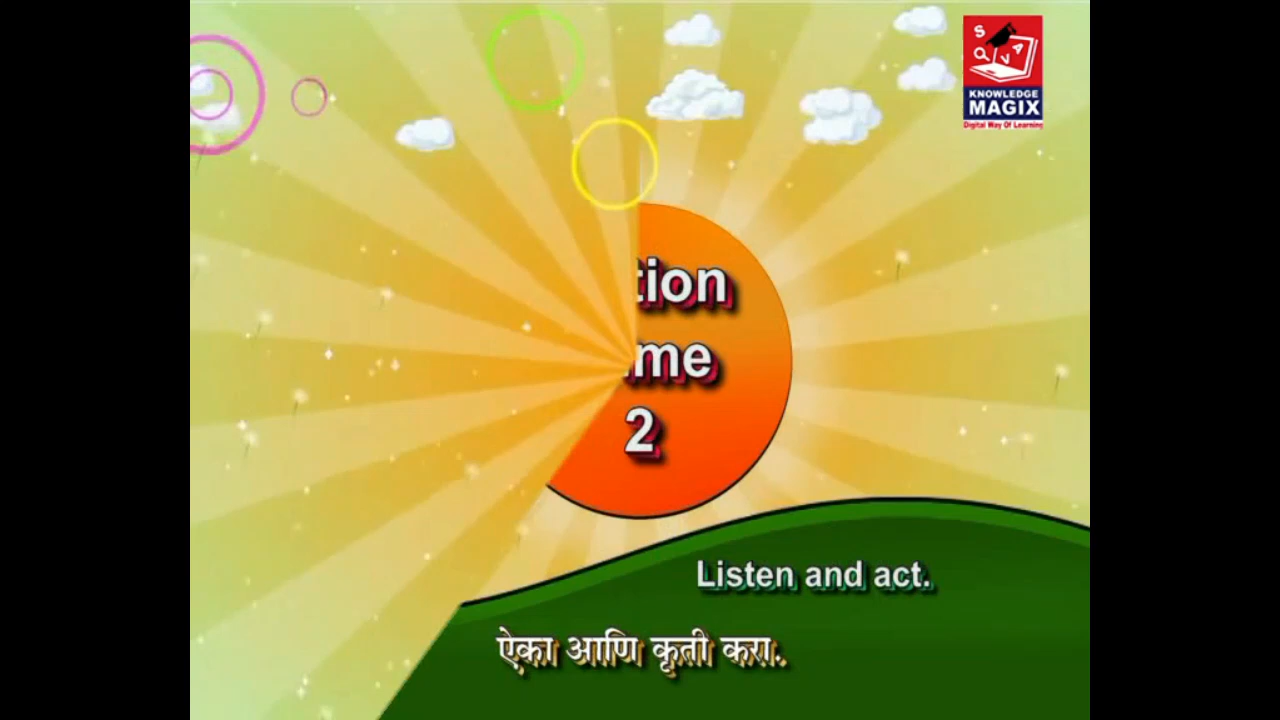 S
Q V A
KNOWLEDGE
MAGIX
Digital Way Of Learning
tion
me
2
Listen and act.
ऐका आणि कृती करा.